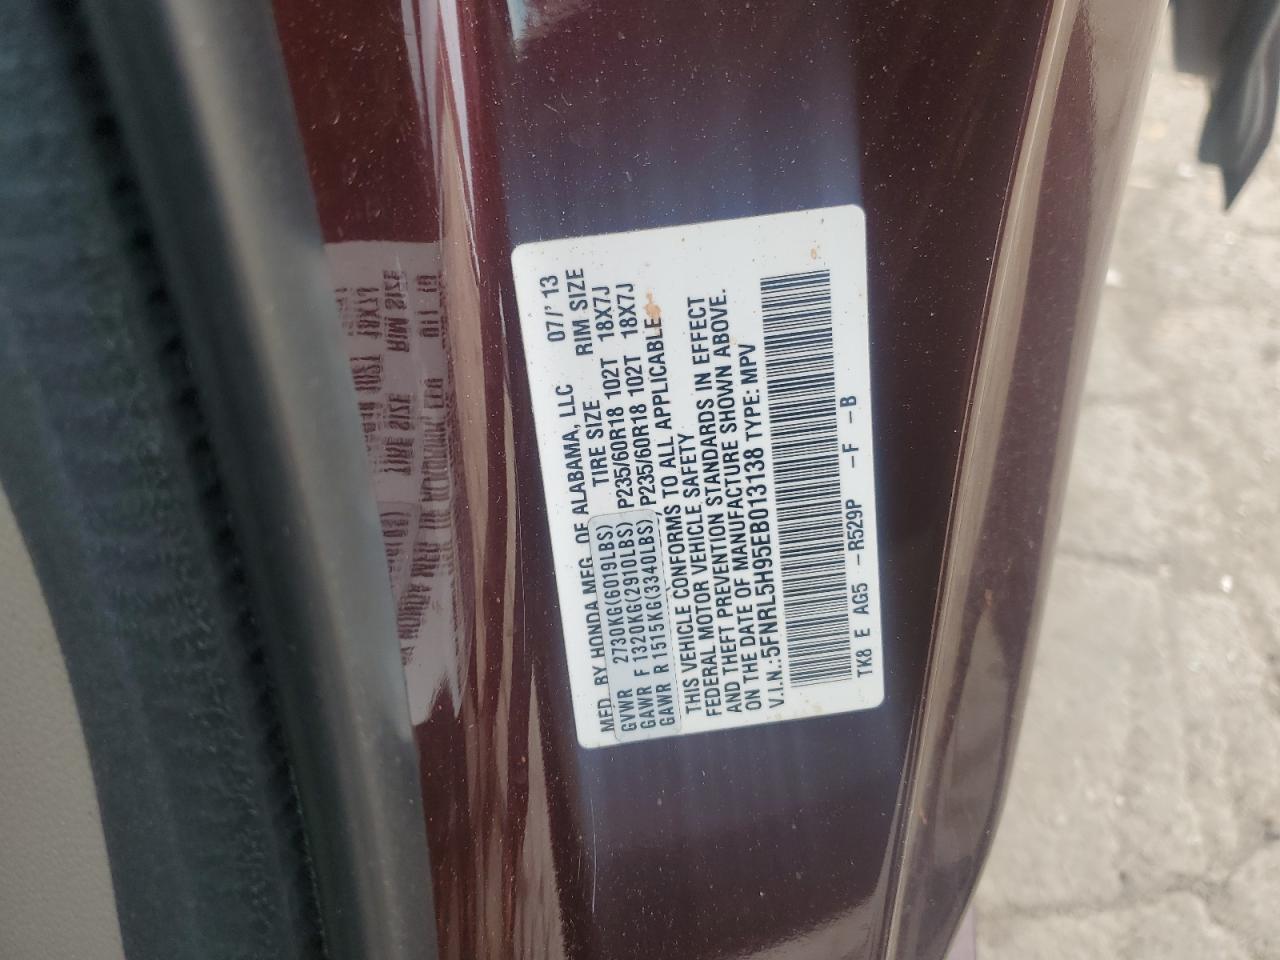 MFD. BY HONDA MFG. OF ALABAMA, LLC 07/' 13
GVWR 2730KG(6019LBS) TIRE SIZE RIM SIZE
GAWR F 1320KG(2910LBS) P235/60R18 102T 18X7J
GAWR R 1515KG(3340LBS) P235/60R18 102T 18X7J
THIS VEHICLE CONFORMS TO ALL APPLICABLE
FEDERAL MOTOR VEHICLE SAFETY
AND THEFT PREVENTION STANDARDS IN EFFECT
ON THE DATE OF MANUFACTURE SHOWN ABOVE.
V.I.N.:5FNRL5H95EB013138 TYPE: MPV
TK8 E AG5 -R529P -F -B